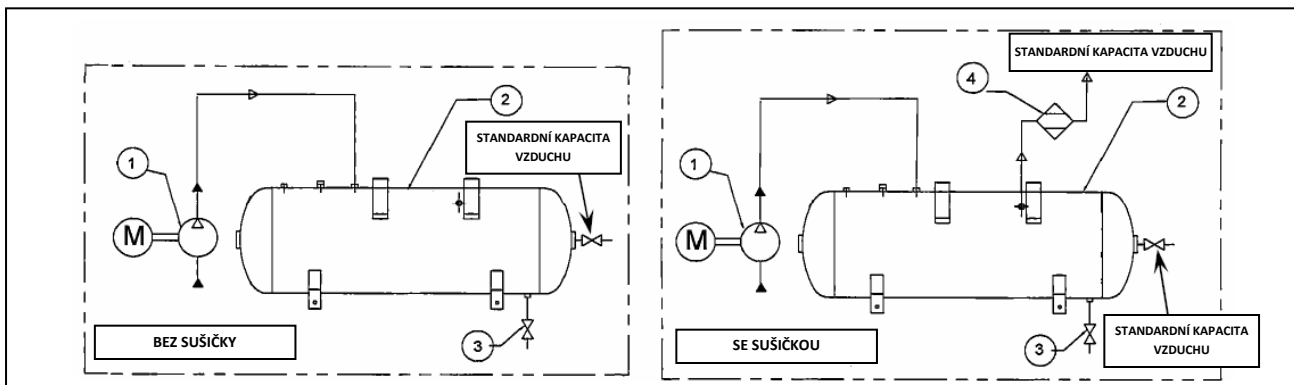 1
2
STANDARDNÍ KAPACITA
VZDUCHU
M
3
BEZ SUŠIČKY
STANDARDNÍ KAPACITA VZDUCHU
4
2
1
M
3
SE SUŠIČKOU
STANDARDNÍ KAPACITA
VZDUCHU